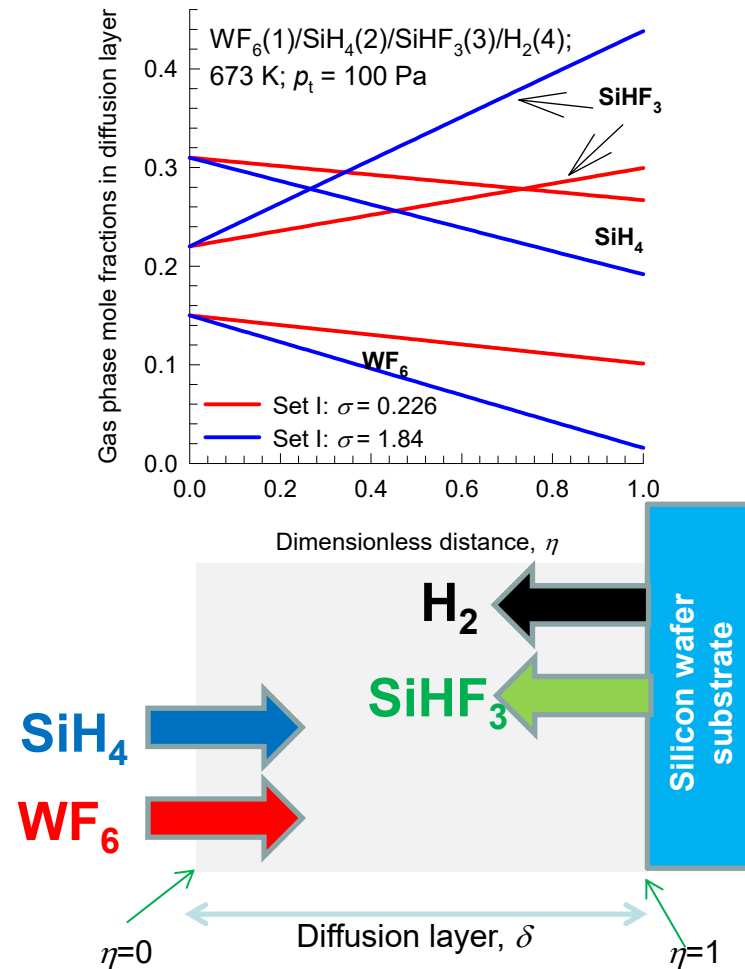 WF₆(1)/SiH₄(2)/SiHF₃(3)/H₂(4);
673 K; pₜ = 100 Pa
Gas phase mole fractions in diffusion layer
0.4
0.3
0.2
0.1
0.0
SiHF₃
SiH₄
WF₆
Set I: σ = 0.226
Set I: σ = 1.84
0.0 0.2 0.4 0.6 0.8 1.0
Dimensionless distance, η
H₂
SiHF₃
SiH₄
WF₆
Silicon wafer
substrate
Diffusion layer, δ
η=0
η=1